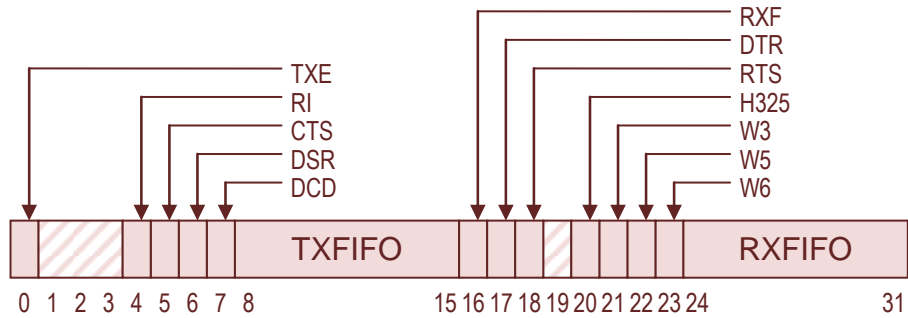 RXF
DTR
TXE
RTS
RI
H325
CTS
W3
DSR
W5
DCD
W6
TXFIFO
RXFIFO
0 1 2 3 4 5 6 7 8 15 16 17 18 19 20 21 22 23 24 31